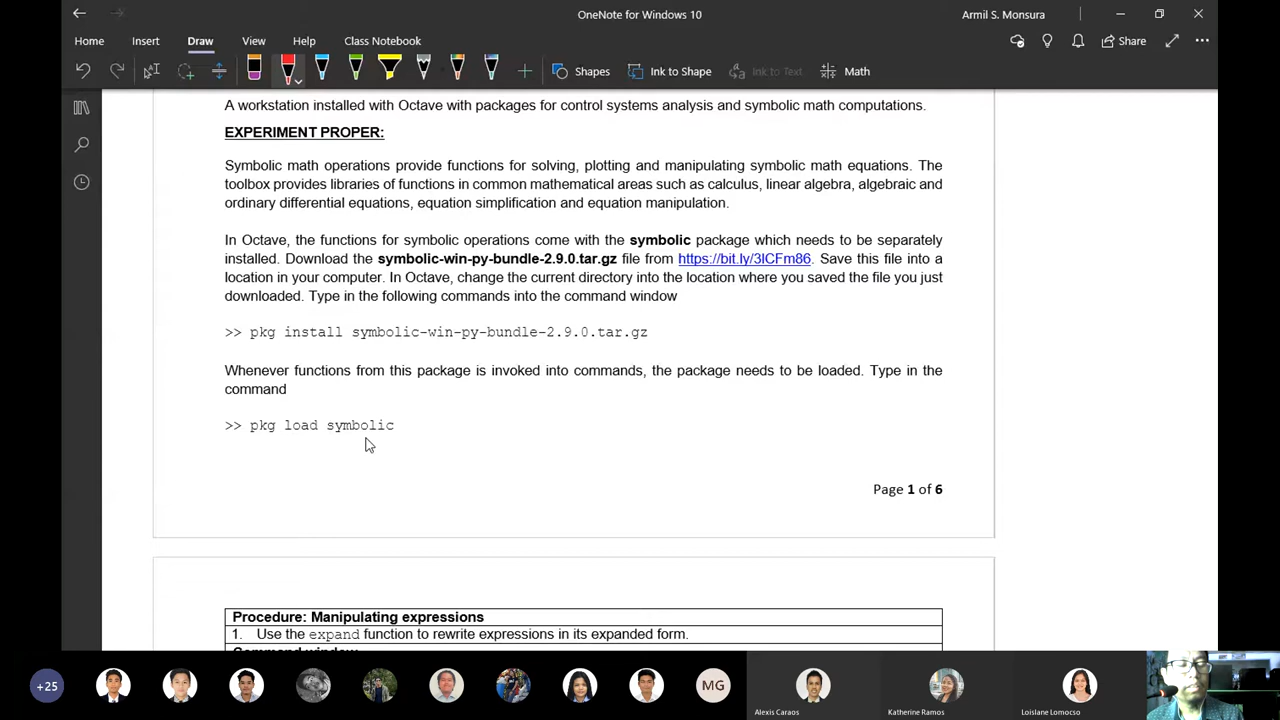 OneNote for Windows 10
Armil S. Monsura
Home Insert Draw View Help Class Notebook
Share
Shapes Ink to Shape Ink to Text Math
A workstation installed with Octave with packages for control systems analysis and symbolic math computations.
EXPERIMENT PROPER:
Symbolic math operations provide functions for solving, plotting and manipulating symbolic math equations. The
toolbox provides libraries of functions in common mathematical areas such as calculus, linear algebra, algebraic and
ordinary differential equations, equation simplification and equation manipulation.
In Octave, the functions for symbolic operations come with the symbolic package which needs to be separately
installed. Download the symbolic-win-py-bundle-2.9.0.tar.gz file from https://bit.ly/3lCFm86. Save this file into a
location in your computer. In Octave, change the current directory into the location where you saved the file you just
downloaded. Type in the following commands into the command window
>> pkg install symbolic-win-py-bundle-2.9.0.tar.gz
Whenever functions from this package is invoked into commands, the package needs to be loaded. Type in the
command
>> pkg load symbolic
Page 1 of 6
Procedure: Manipulating expressions
1. Use the expand function to rewrite expressions in its expanded form.
Command window
+25
MG
Alexis Caraos
Katherine Ramos
Loislane Lomocso